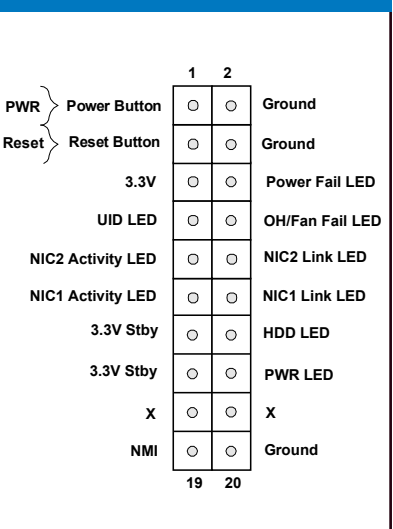 1 2
PWR Power Button Ground
Reset Reset Button Ground
3.3V Power Fail LED
UID LED OH/Fan Fail LED
NIC2 Activity LED NIC2 Link LED
NIC1 Activity LED NIC1 Link LED
3.3V Stby HDD LED
3.3V Stby PWR LED
X X
NMI Ground
19 20